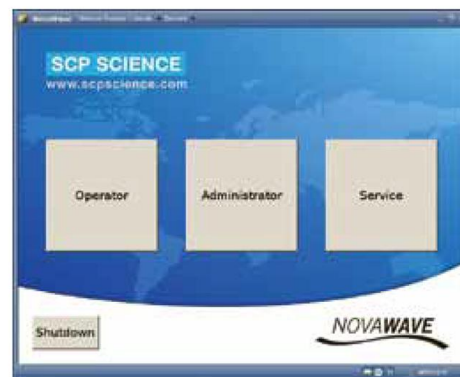 SCP SCIENCE
www.scpscience.com
Operator
Administrator
Service
Shutdown
NOVAWAVE